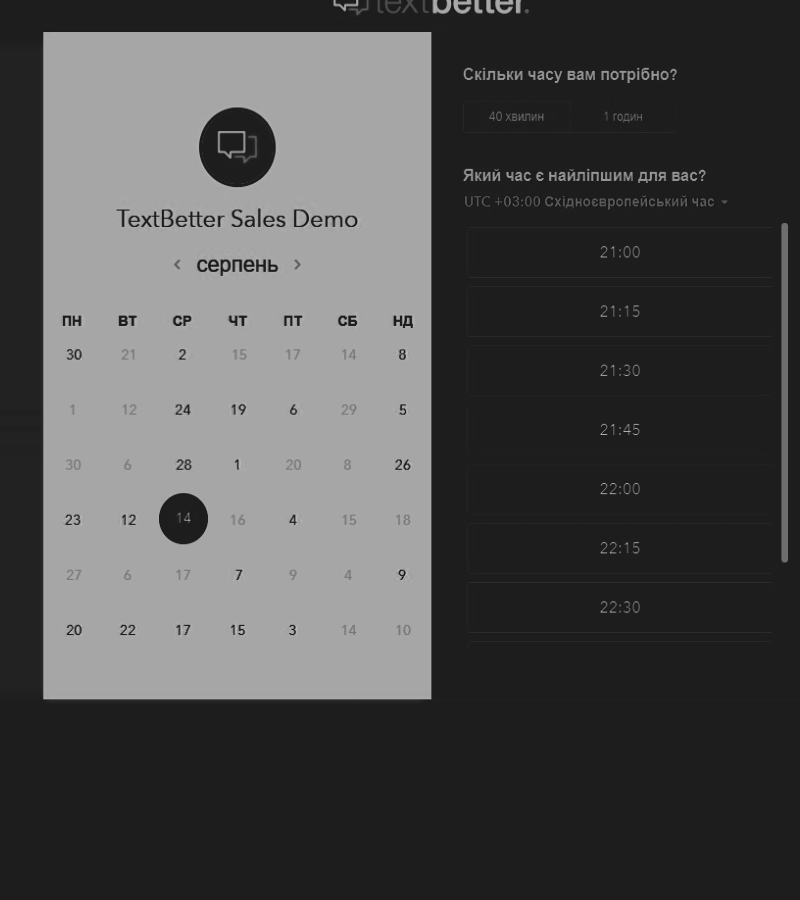 textbetter.
TextBetter Sales Demo
‹ серпень ›
ПН ВТ СР ЧТ ПТ СБ НД
30 21 2 15 17 14 8
1 12 24 19 6 29 5
30 6 28 1 20 8 26
23 12 14 16 4 15 18
27 6 17 7 9 4 9
20 22 17 15 3 14 10
Скільки часу вам потрібно?
40 хвилин 1 годин
Який час є найліпшим для вас?
UTC +03:00 Східноєвропейський час
21:00
21:15
21:30
21:45
22:00
22:15
22:30